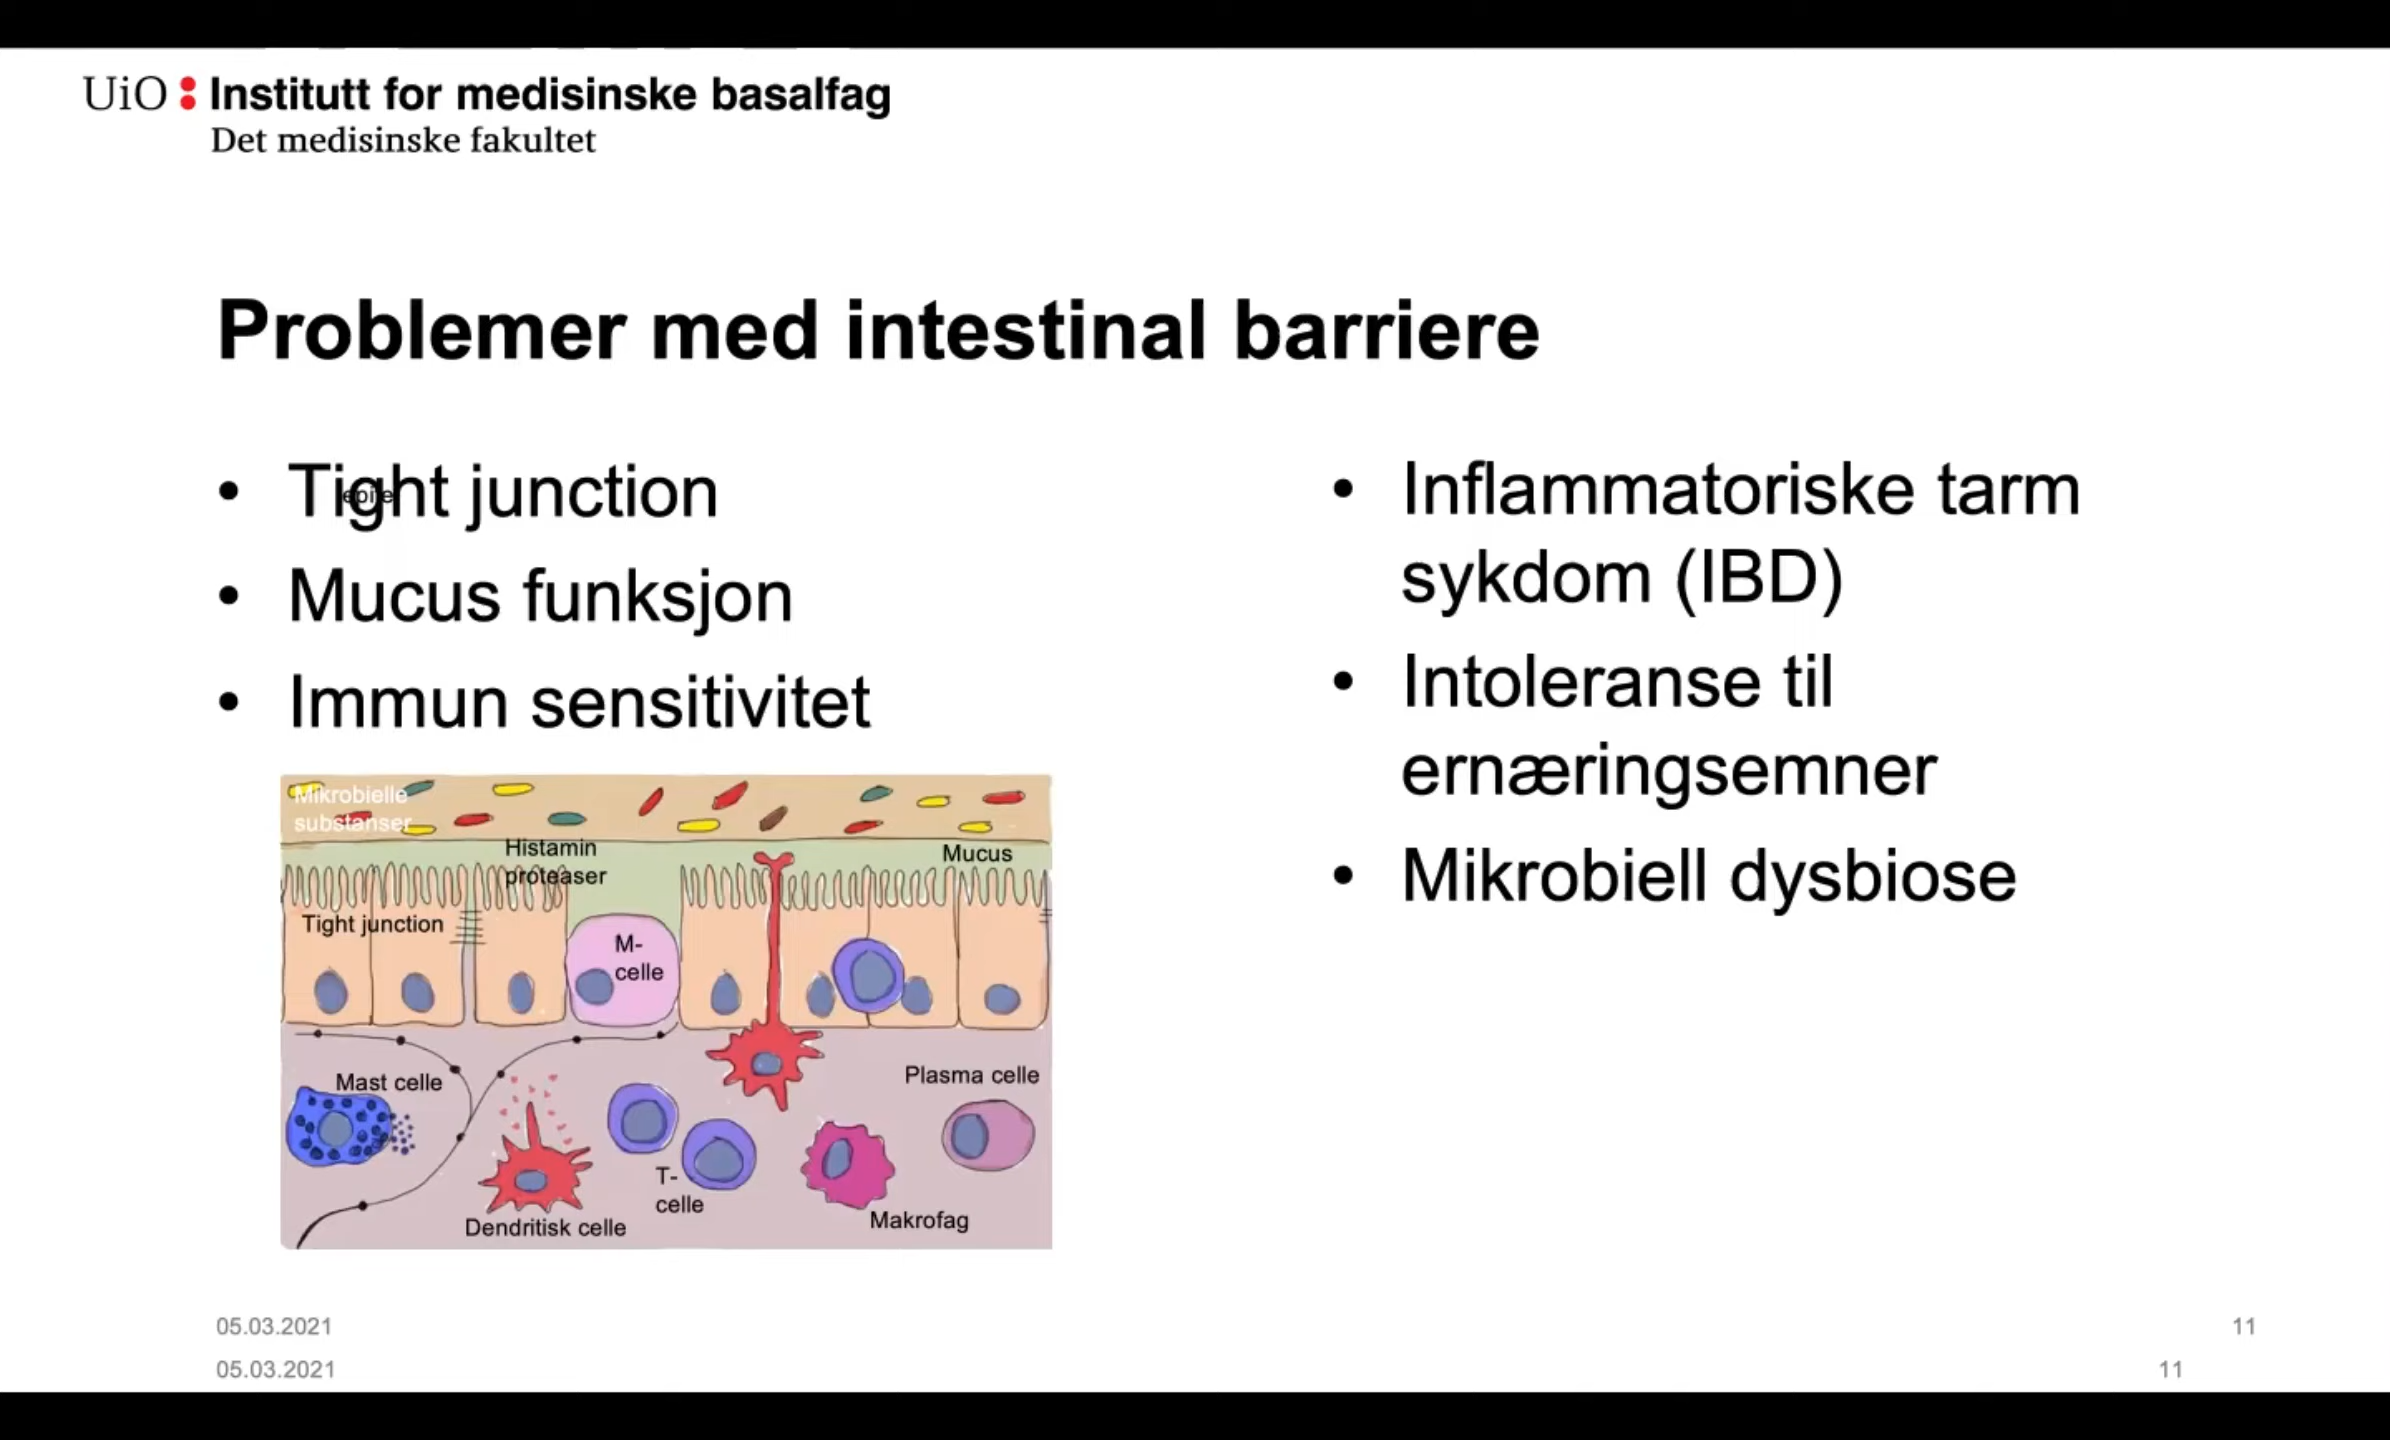 UiO : Institutt for medisinske basalfag
Det medisinske fakultet
Problemer med intestinal barriere
• Tight junction
• Mucus funksjon
• Immun sensitivitet
• Inflammatoriske tarm
sykdom (IBD)
• Intoleranse til
ernæringsemner
• Mikrobiell dysbiose
Mikrobielle
substanser
Histamin
proteaser
Mucus
Tight junction
M-
celle
Mast celle
Plasma celle
T-
celle
Dendritisk celle
Makrofag
05.03.2021
11
05.03.2021
11